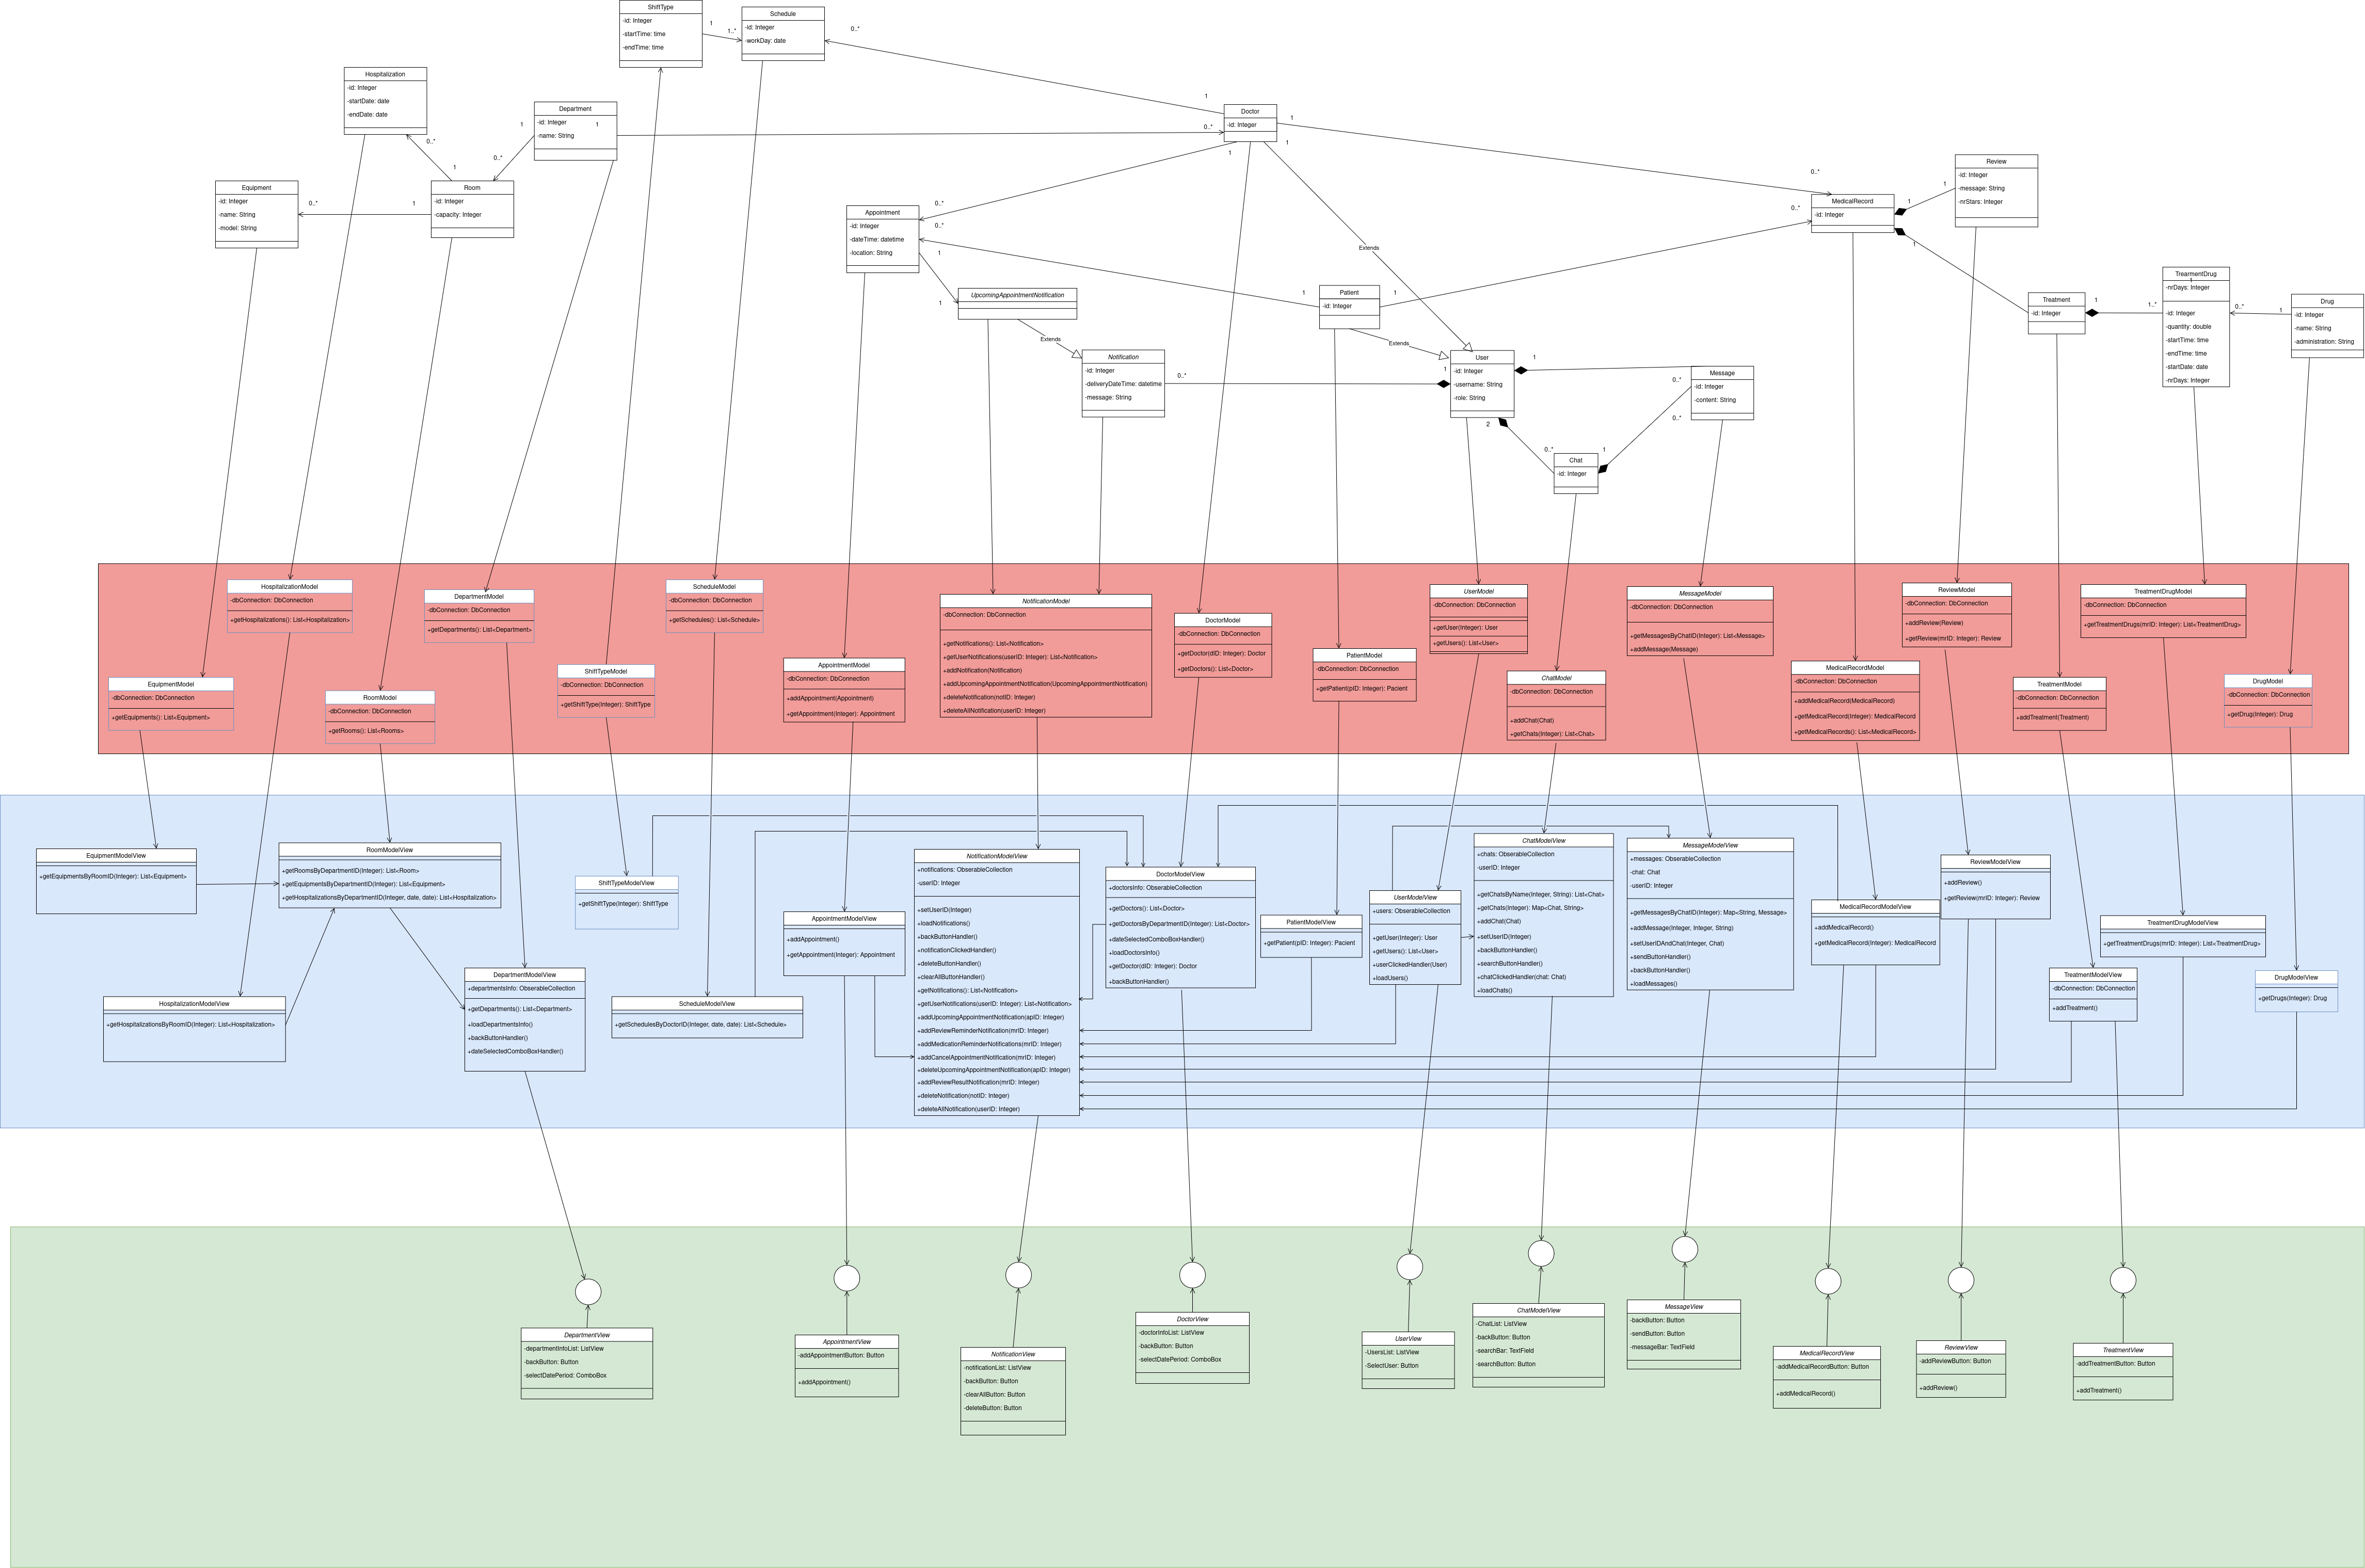 ShiftType
-id: Integer
-startTime: time
-endTime: time
1
1..*
Schedule
-id: Integer
-workDay: date
0..*
1
Hospitalization
-id: Integer
-startDate: date
-endDate: date
0..*
1
Department
-id: Integer
-name: String
1
1
0..*
0..*
Doctor
-id: Integer
1
1
1
0..*
Equipment
-id: Integer
-name: String
-model: String
0..*
1
Room
-id: Integer
-capacity: Integer
Appointment
-id: Integer
-dateTime: datetime
-location: String
0..*
0..*
1
1
UpcomingAppointmentNotification
Extends
Notification
-id: Integer
-deliveryDateTime: datetime
-message: String
0..*
Extends
Patient
-id: Integer
1
1
Extends
User
-id: Integer
-username: String
-role: String
1
1
2
0..*
Message
-id: Integer
-content: String
0..*
0..*
Chat
-id: Integer
1
MedicalRecord
-id: Integer
0..*
1
1
1
Review
-id: Integer
-message: String
-nrStars: Integer
Treatment
-id: Integer
1
1..*
TrearmentDrug
1
-nrDays: Integer
-id: Integer
-quantity: double
-startTime: time
-endTime: time
-startDate: date
-nrDays: Integer
0..*
1
Drug
-id: Integer
-name: String
-administration: String
EquipmentModel
-dbConnection: DbConnection
+getEquipments(): List<Equipment>
HospitalizationModel
-dbConnection: DbConnection
+getHospitalizations(): List<Hospitalization>
RoomModel
-dbConnection: DbConnection
+getRooms(): List<Rooms>
DepartmentModel
-dbConnection: DbConnection
+getDepartments(): List<Department>
ShiftTypeModel
-dbConnection: DbConnection
+getShiftType(Integer): ShiftType
ScheduleModel
-dbConnection: DbConnection
+getSchedules(): List<Schedule>
AppointmentModel
-dbConnection: DbConnection
+addAppointment(Appointment)
+getAppointment(Integer): Appointment
NotificationModel
-dbConnection: DbConnection
+getNotifications(): List<Notification>
+getUserNotifications(userID: Integer): List<Notification>
+addNotification(Notification)
+addUpcomingAppointmentNotification(UpcomingAppointmentNotification)
+deleteNotification(notID: Integer)
+deleteAllNotification(userID: Integer)
DoctorModel
-dbConnection: DbConnection
+getDoctor(dID: Integer): Doctor
+getDoctors(): List<Doctor>
PatientModel
-dbConnection: DbConnection
+getPatient(pID: Integer): Pacient
UserModel
-dbConnection: DbConnection
+getUser(Integer): User
+getUsers(): List<User>
ChatModel
-dbConnection: DbConnection
+addChat(Chat)
+getChats(Integer): List<Chat>
MessageModel
-dbConnection: DbConnection
+getMessagesByChatID(Integer): List<Message>
+addMessage(Message)
MedicalRecordModel
-dbConnection: DbConnection
+addMedicalRecord(MedicalRecord)
+getMedicalRecord(Integer): MedicalRecord
+getMedicalRecords(): List<MedicalRecord>
ReviewModel
-dbConnection: DbConnection
+addReview(Review)
+getReview(mrID: Integer): Review
TreatmentModel
-dbConnection: DbConnection
+addTreatment(Treatment)
TreatmentDrugModel
-dbConnection: DbConnection
+getTreatmentDrugs(mrID: Integer): List<TreatmentDrug>
DrugModel
-dbConnection: DbConnection
+getDrug(Integer): Drug
EquipmentModelView
+getEquipmentsByRoomID(Integer): List<Equipment>
RoomModelView
+getRoomsByDepartmentID(Integer): List<Room>
+getEquipmentsByDepartmentID(Integer): List<Equipment>
+getHospitalizationsByDepartmentID(Integer, date, date): List<Hospitalization>
HospitalizationModelView
+getHospitalizationsByRoomID(Integer): List<Hospitalization>
DepartmentModelView
+departmentsInfo: ObserableCollection
+getDepartments(): List<Department>
+loadDepartmentsInfo()
+backButtonHandler()
+dateSelectedComboBoxHandler()
ShiftTypeModelView
+getShiftType(Integer): ShiftType
ScheduleModelView
+getSchedulesByDoctorID(Integer, date, date): List<Schedule>
AppointmentModelView
+addAppointment()
+getAppointment(Integer): Appointment
NotificationModelView
+notifications: ObserableCollection
-userID: Integer
+setUserID(Integer)
+loadNotifications()
+backButtonHandler()
+notificationClickedHandler()
+deleteButtonHandler()
+clearAllButtonHandler()
+getNotifications(): List<Notification>
+getUserNotifications(userID: Integer): List<Notification>
+addUpcomingAppointmentNotification(apID: Integer)
+addReviewReminderNotification(mrID: Integer)
+addMedicationReminderNotifications(mrID: Integer)
+addCancelAppointmentNotification(mrID: Integer)
+deleteUpcomingAppointmentNotification(apID: Integer)
+addReviewResultNotification(mrID: Integer)
+deleteNotification(notID: Integer)
+deleteAllNotification(userID: Integer)
DoctorModelView
+doctorsInfo: ObserableCollection
+getDoctors(): List<Doctor>
+getDoctorsByDepartmentID(Integer): List<Doctor>
+dateSelectedComboBoxHandler()
+loadDoctorsInfo()
+getDoctor(dID: Integer): Doctor
+backButtonHandler()
PatientModelView
+getPatient(pID: Integer): Pacient
UserModelView
+users: ObserableCollection
+getUser(Integer): User
+getUsers(): List<User>
+userClickedHandler(User)
+loadUsers()
ChatModelView
+chats: ObserableCollection
-userID: Integer
+getChatsByName(Integer, String): List<Chat>
+getChats(Integer): Map<Chat, String>
+addChat(Chat)
+setUserID(Integer)
+backButtonHandler()
+searchButtonHandler()
+chatClickedHandler(chat: Chat)
+loadChats()
MessageModelView
+messages: ObserableCollection
-chat: Chat
-userID: Integer
+getMessagesByChatID(Integer): Map<String, Message>
+addMessage(Integer, Integer, String)
+setUserIDAndChat(Integer, Chat)
+sendButtonHandler()
+backButtonHandler()
+loadMessages()
MedicalRecordModelView
+addMedicalRecord()
+getMedicalRecord(Integer): MedicalRecord
ReviewModelView
+addReview()
+getReview(mrID: Integer): Review
TreatmentModelView
-dbConnection: DbConnection
+addTreatment()
TreatmentDrugModelView
+getTreatmentDrugs(mrID: Integer): List<TreatmentDrug>
DrugModelView
+getDrugs(Integer): Drug
DepartmentView
-departmentInfoList: ListView
-backButton: Button
-selectDatePeriod: ComboBox
AppointmentView
-addAppointmentButton: Button
+addAppointment()
NotificationView
-notificationList: ListView
-backButton: Button
-clearAllButton: Button
-deleteButton: Button
DoctorView
-doctorInfoList: ListView
-backButton: Button
-selectDatePeriod: ComboBox
UserView
-UsersList: ListView
-SelectUser: Button
ChatModelView
-ChatList: ListView
-backButton: Button
-searchBar: TextField
-searchButton: Button
MessageView
-backButton: Button
-sendButton: Button
-messageBar: TextField
MedicalRecordView
-addMedicalRecordButton: Button
+addMedicalRecord()
ReviewView
-addReviewButton: Button
+addReview()
TreatmentView
-addTreatmentButton: Button
+addTreatment()